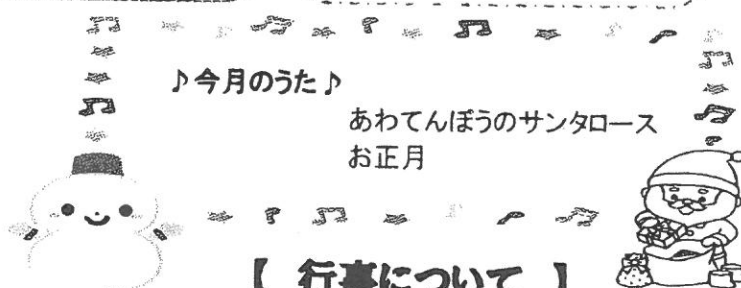 ♪今月のうた♪
あわてんぼうのサンタロース
お正月
【 行事について 】